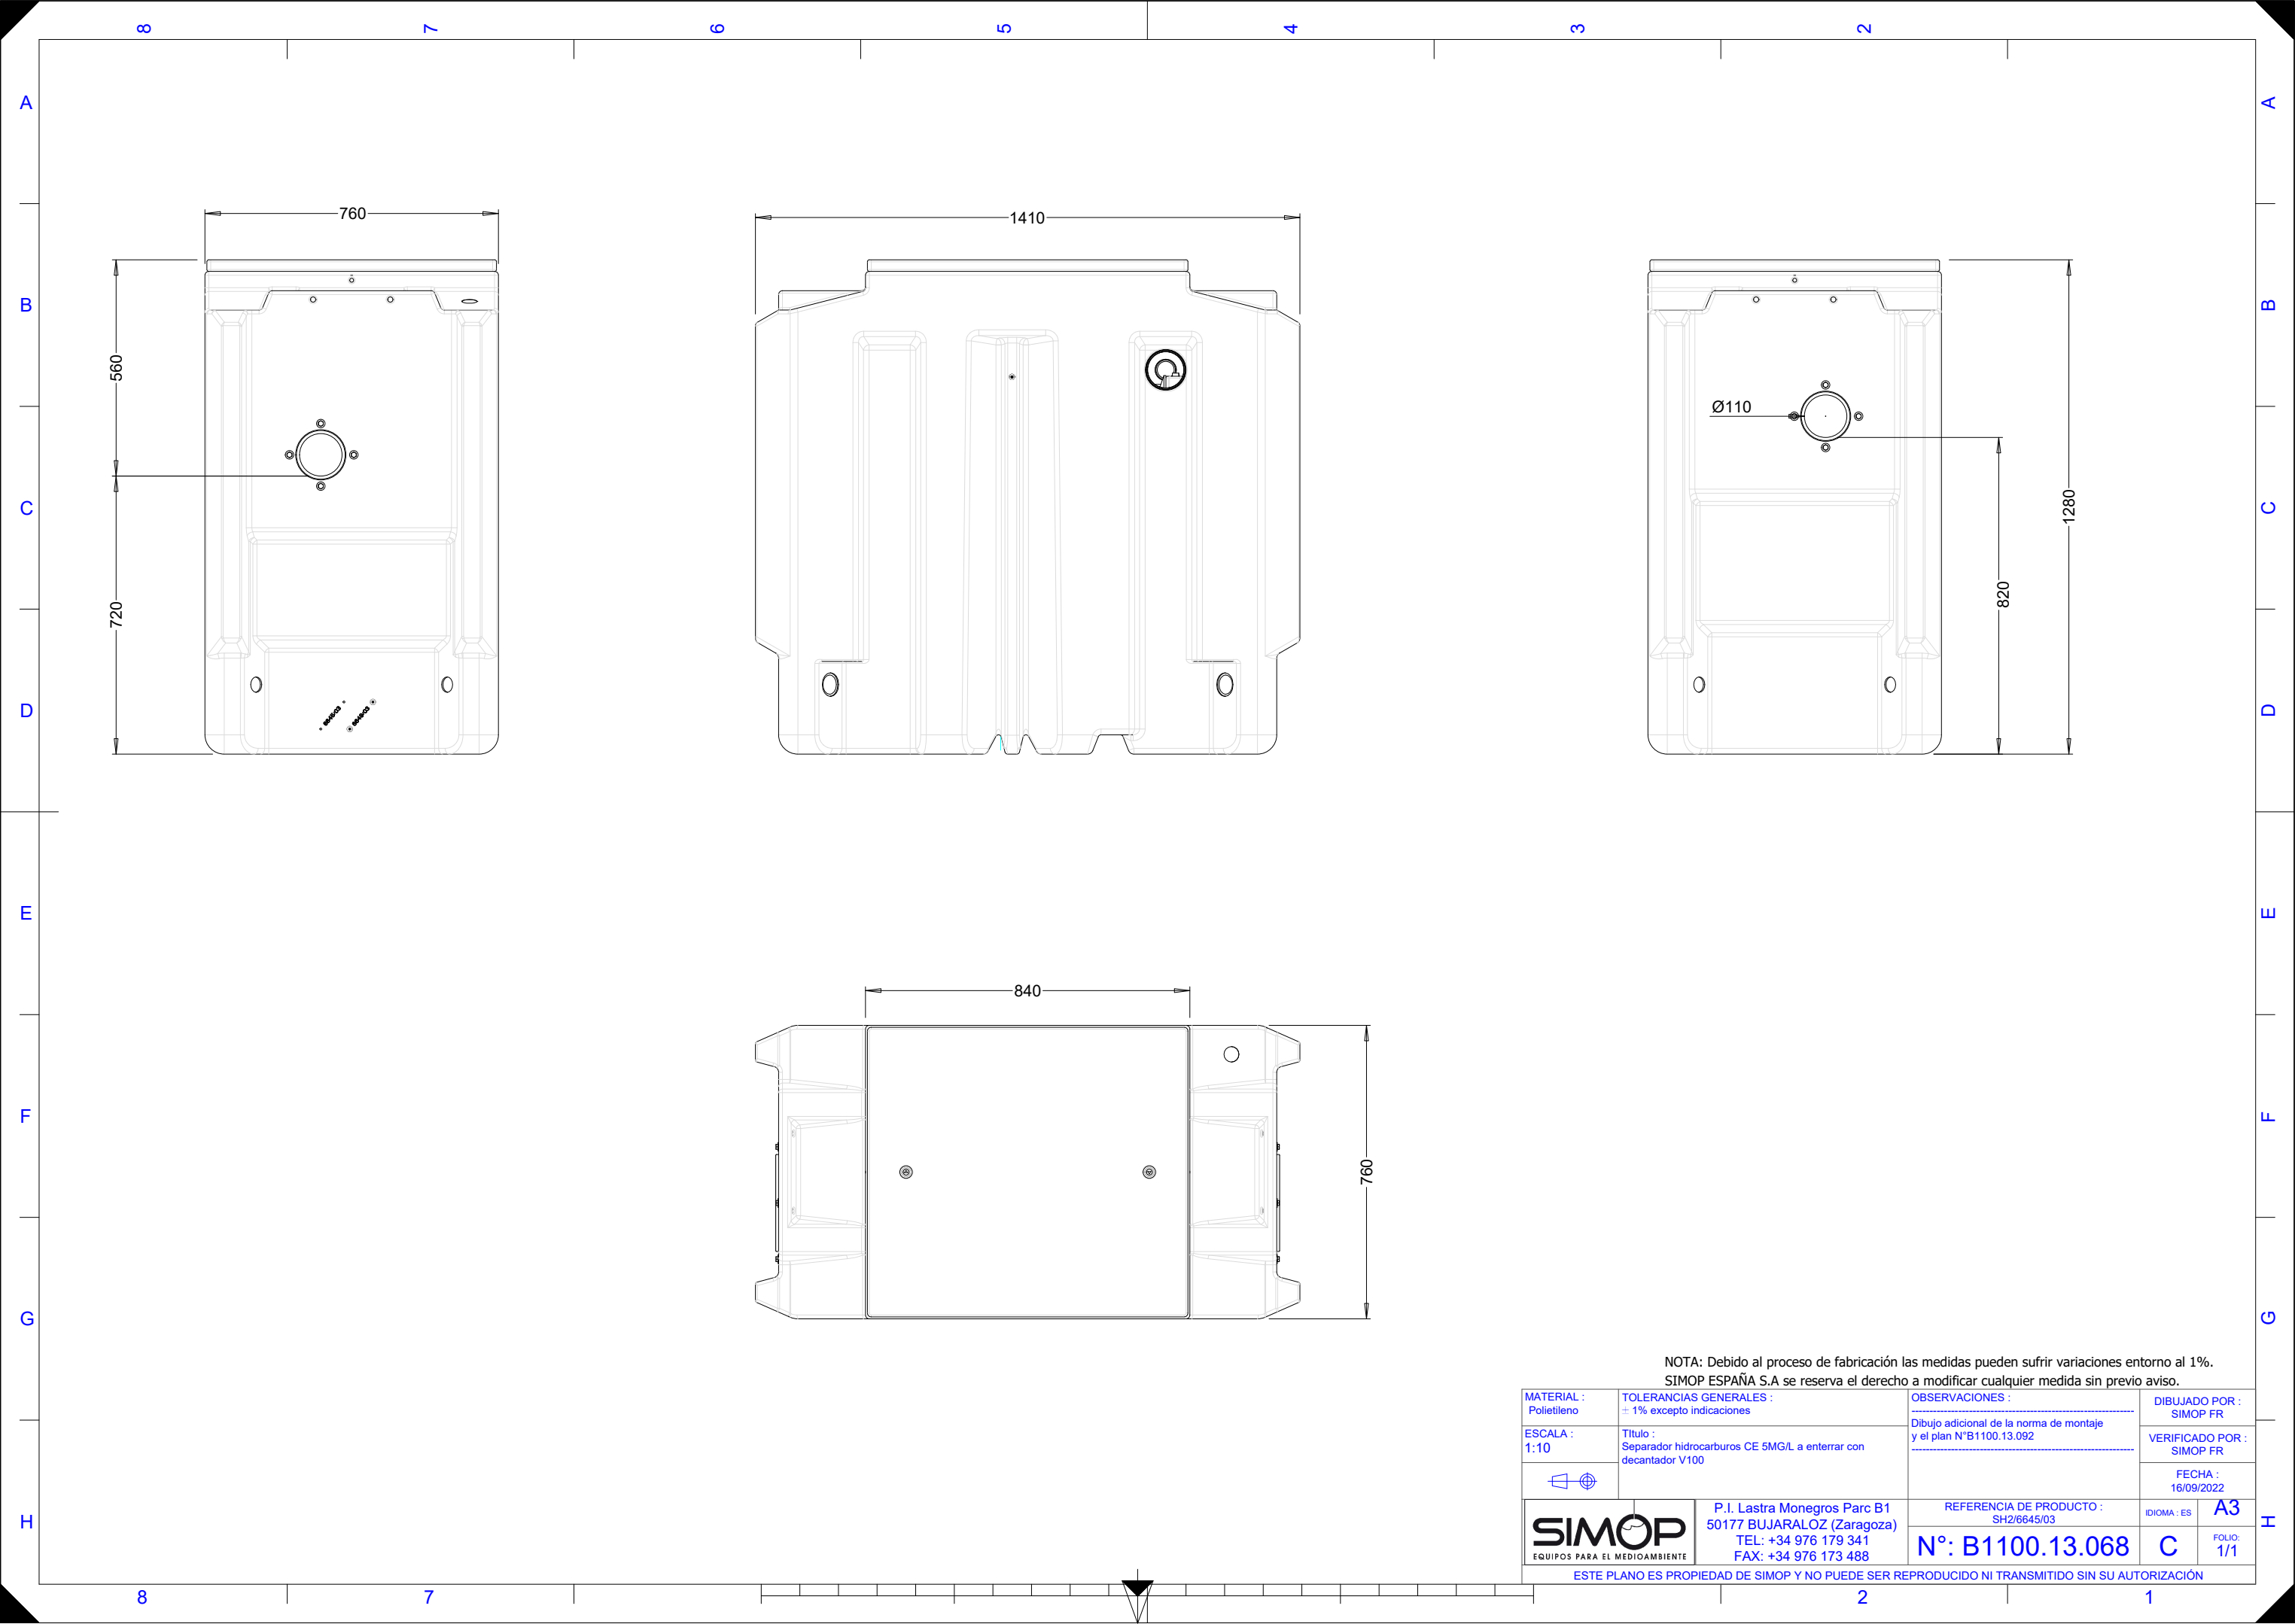 8 7 6 5 4 3 2
A A
B B
C C
D D
E E
F F
G G
H H
760
560
720
1410
Ø110
820
1280
840
760
NOTA: Debido al proceso de fabricación las medidas pueden sufrir variaciones entorno al 1%.
SIMOP ESPAÑA S.A se reserva el derecho a modificar cualquier medida sin previo aviso.
MATERIAL :
Polietileno
TOLERANCIAS GENERALES :
± 1% excepto indicaciones
OBSERVACIONES :
Dibujo adicional de la norma de montaje
y el plan N°B1100.13.092
DIBUJADO POR :
SIMOP FR
ESCALA :
1:10
TItulo :
Separador hidrocarburos CE 5MG/L a enterrar con
decantador V100
VERIFICADO POR :
SIMOP FR
FECHA :
16/09/2022
SIMOP
EQUIPOS PARA EL MEDIOAMBIENTE
P.I. Lastra Monegros Parc B1
50177 BUJARALOZ (Zaragoza)
TEL: +34 976 179 341
FAX: +34 976 173 488
REFERENCIA DE PRODUCTO :
SH2/6645/03
IDIOMA : ES
A3
N°: B1100.13.068
C
FOLIO:
1/1
ESTE PLANO ES PROPIEDAD DE SIMOP Y NO PUEDE SER REPRODUCIDO NI TRANSMITIDO SIN SU AUTORIZACIÓN
8 7 2 1